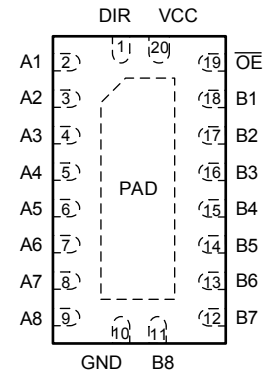 DIR VCC
1 20
A1 2 19 O̅E̅
A2 3 18 B1
A3 4 17 B2
A4 5 16 B3
PAD
A5 6 15 B4
A6 7 14 B5
A7 8 13 B6
A8 9 12 B7
10 11
GND B8